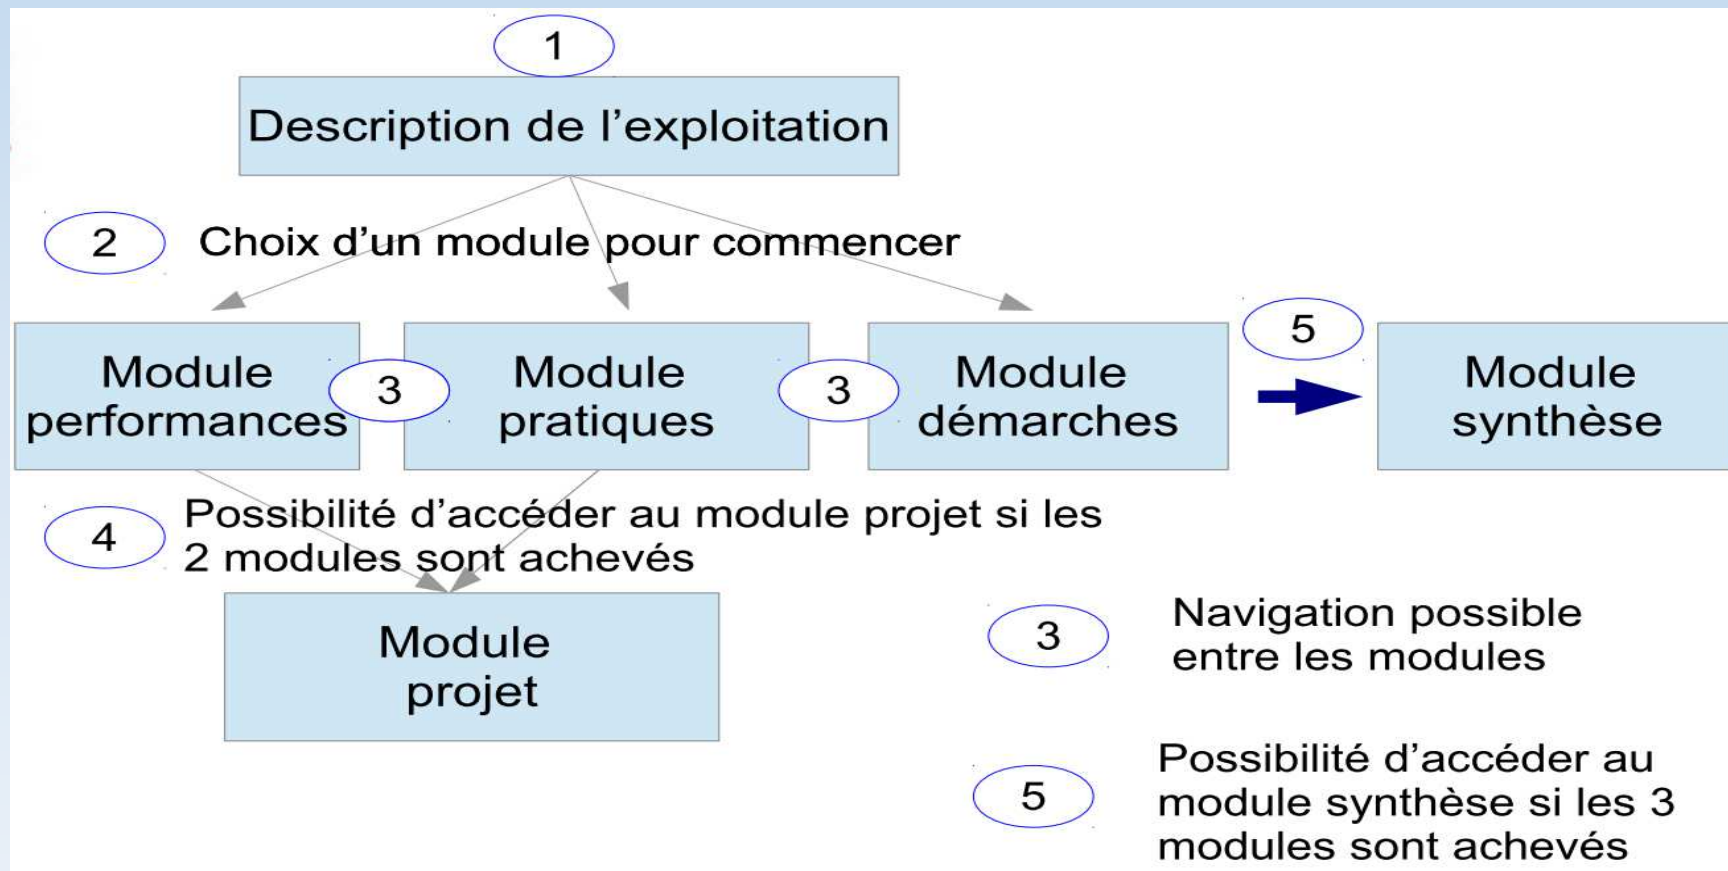 1
Description de l’exploitation
2
Choix d’un module pour commencer
5
Module
performances
3
Module
pratiques
3
Module
démarches
Module
synthèse
4
Possibilité d’accéder au module projet si les
2 modules sont achevés
Module
projet
3
Navigation possible
entre les modules
5
Possibilité d’accéder au
module synthèse si les 3
modules sont achevés